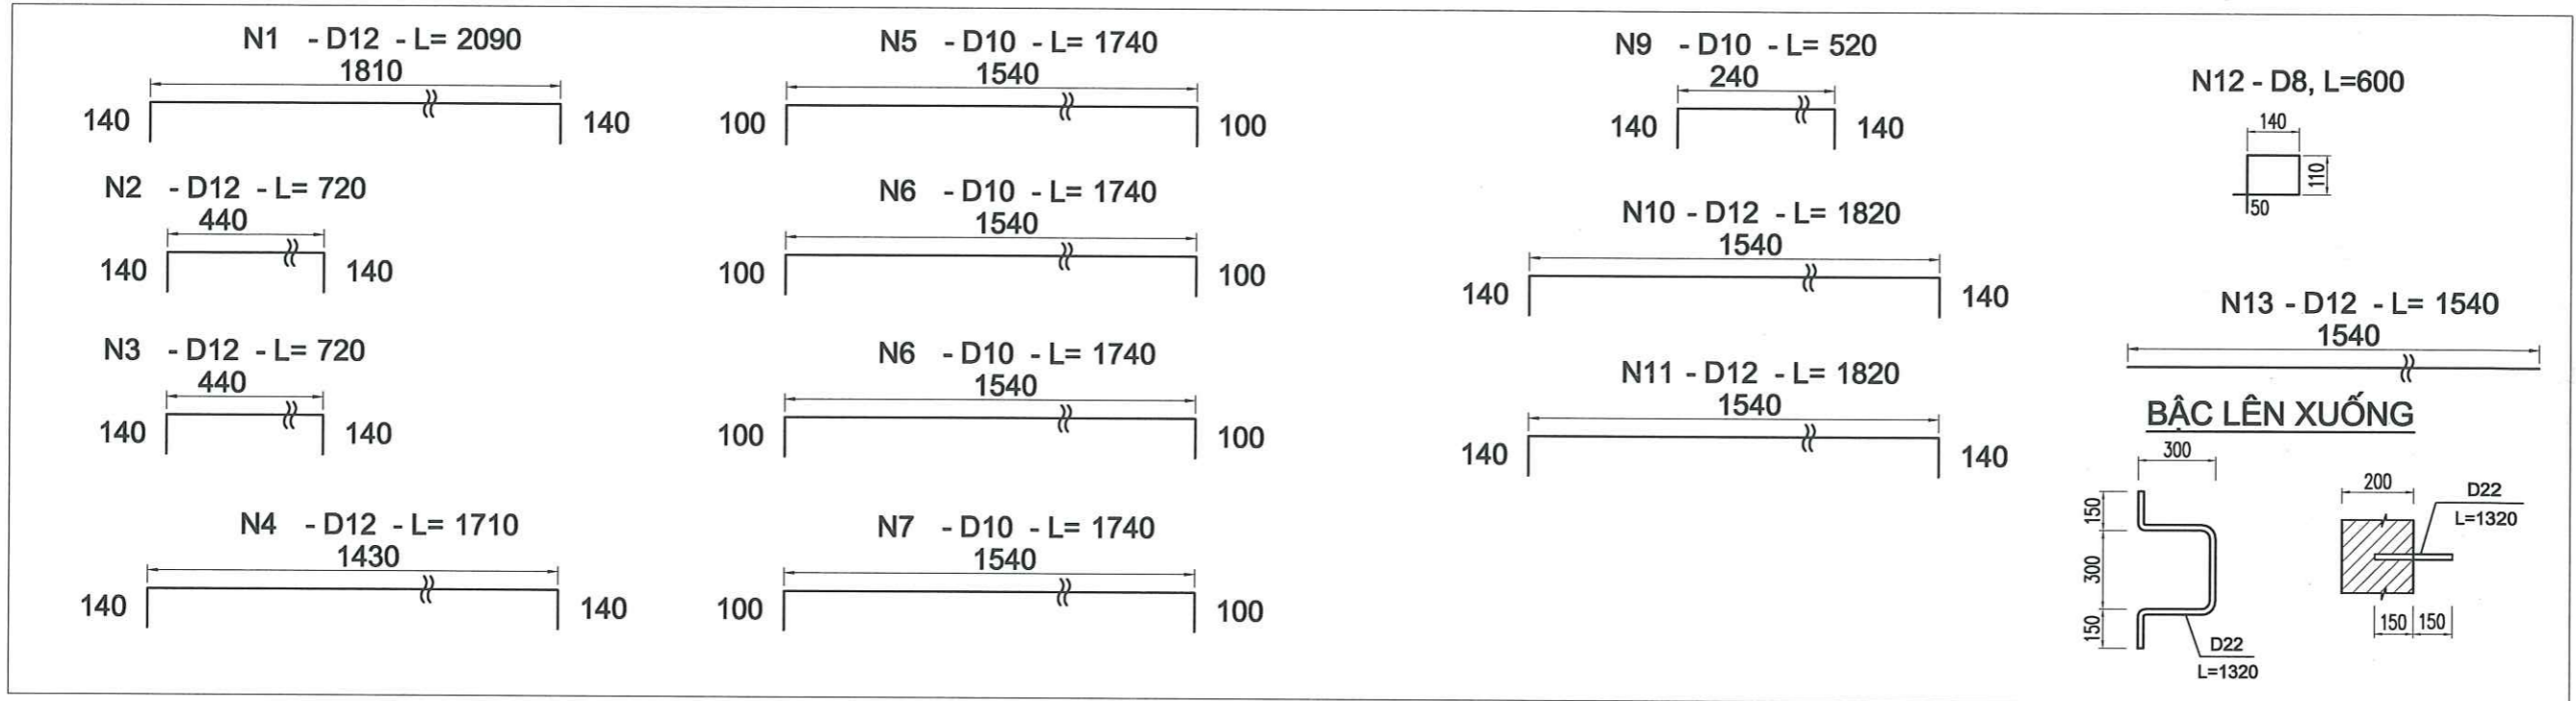 N1 - D12 - L= 2090
1810
140
140
N2 - D12 - L= 720
440
140
140
N3 - D12 - L= 720
440
140
140
N4 - D12 - L= 1710
1430
140
140
N5 - D10 - L= 1740
1540
100
100
N6 - D10 - L= 1740
1540
100
100
N6 - D10 - L= 1740
1540
100
100
N7 - D10 - L= 1740
1540
100
100
N9 - D10 - L= 520
240
140
140
N10 - D12 - L= 1820
1540
140
140
N11 - D12 - L= 1820
1540
140
140
N12 - D8, L=600
140
110
50
N13 - D12 - L= 1540
1540
BẬC LÊN XUỐNG
300
150
300
150
D22
L=1320
200
D22
L=1320
150
150